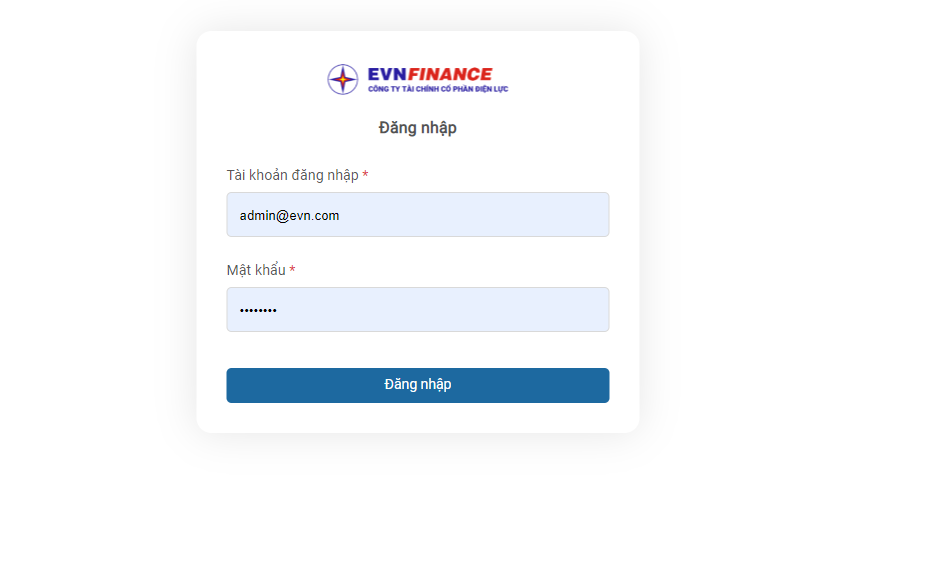 EVNFINANCE
CÔNG TY TÀI CHÍNH CỔ PHẦN ĐIỆN LỰC
Đăng nhập
Tài khoản đăng nhập *
admin@evn.com
Mật khẩu *
••••••••
Đăng nhập